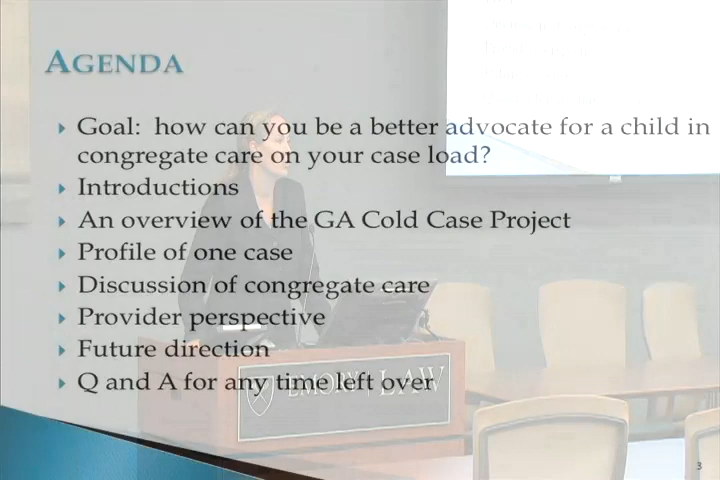 AGENDA
Goal: how can you be a better advocate for a child in
congregate care on your case load?
Introductions
An overview of the GA Cold Case Project
Profile of one case
Discussion of congregate care
Provider perspective
Future direction
Q and A for any time left over
EMORY LAW
3